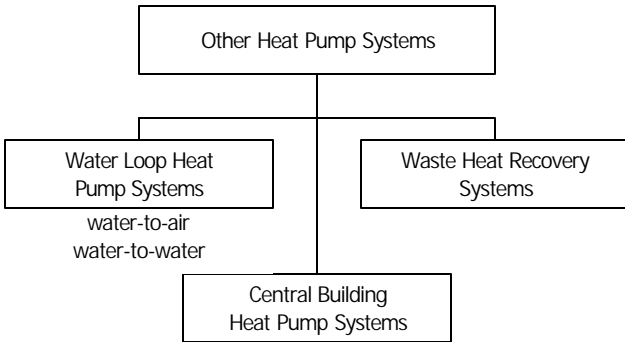 Other Heat Pump Systems
Water Loop Heat
Pump Systems
water-to-air
water-to-water
Waste Heat Recovery
Systems
Central Building
Heat Pump Systems